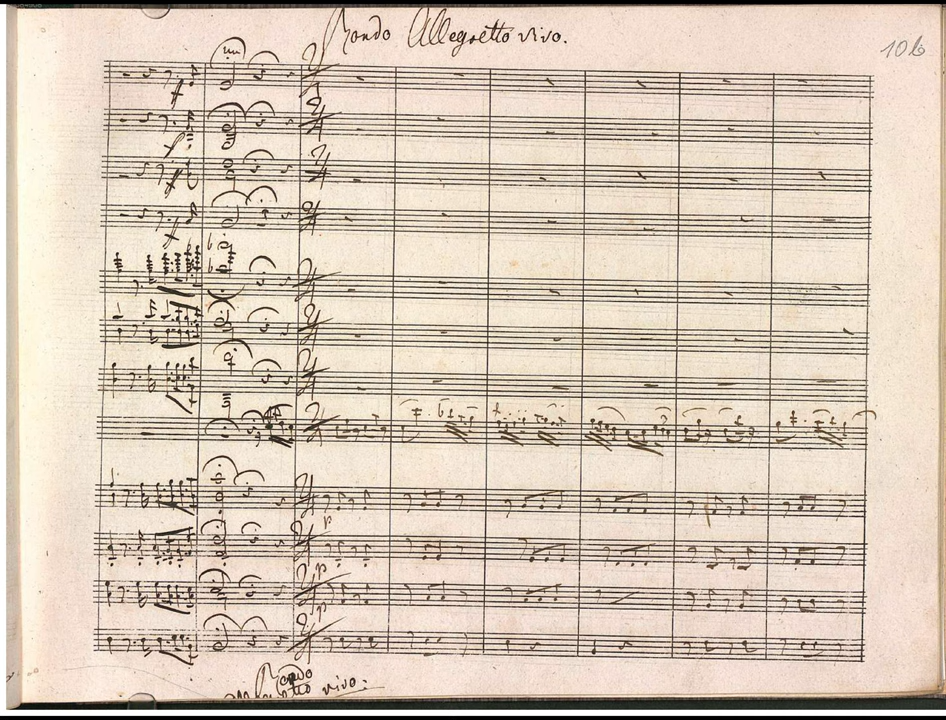 Rondo Allegretto vivo.
106
p
p
p
Rondo
Allegretto vivo.